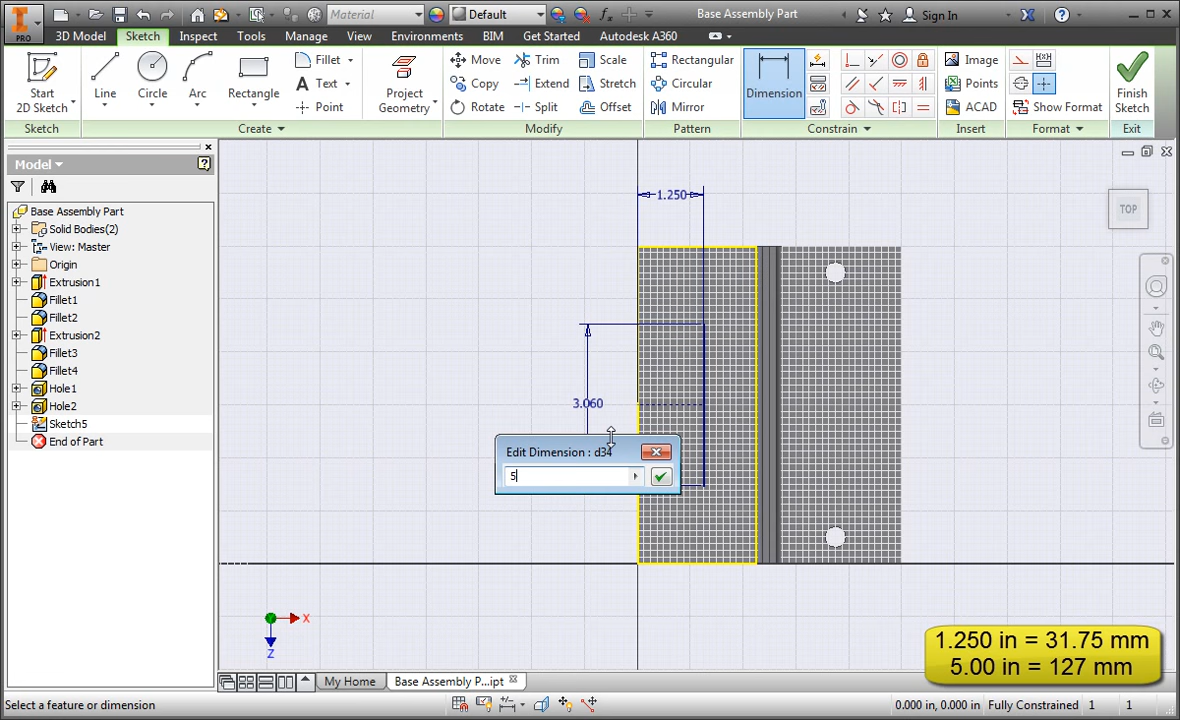 Material
Default
Base Assembly Part
Sign In
PRO
3D Model
Sketch
Inspect
Tools
Manage
View
Environments
BIM
Get Started
Autodesk A360
Start
2D Sketch
Line
Circle
Arc
Rectangle
Fillet
Text
Point
Project
Geometry
Move
Copy
Rotate
Trim
Extend
Split
Scale
Stretch
Offset
Rectangular
Circular
Mirror
Dimension
Image
Points
ACAD
Show Format
Finish
Sketch
Sketch
Create
Modify
Pattern
Constrain
Insert
Format
Exit
Model
Base Assembly Part
Solid Bodies(2)
View: Master
Origin
Extrusion1
Fillet1
Fillet2
Extrusion2
Fillet3
Fillet4
Hole1
Hole2
Sketch5
End of Part
1.250
TOP
3.060
Edit Dimension : d34
5
X
Z
1.250 in = 31.75 mm
5.00 in = 127 mm
My Home
Base Assembly P...ipt
Select a feature or dimension
0.000 in, 0.000 in
Fully Constrained
1
1